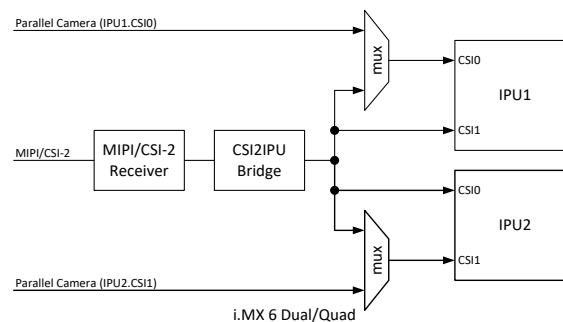 Parallel Camera (IPU1.CSI0)
mux
CSI0
IPU1
CSI1
MIPI/CSI-2
MIPI/CSI-2
Receiver
CSI2IPU
Bridge
CSI0
IPU2
mux
CSI1
Parallel Camera (IPU2.CSI1)
i.MX 6 Dual/Quad